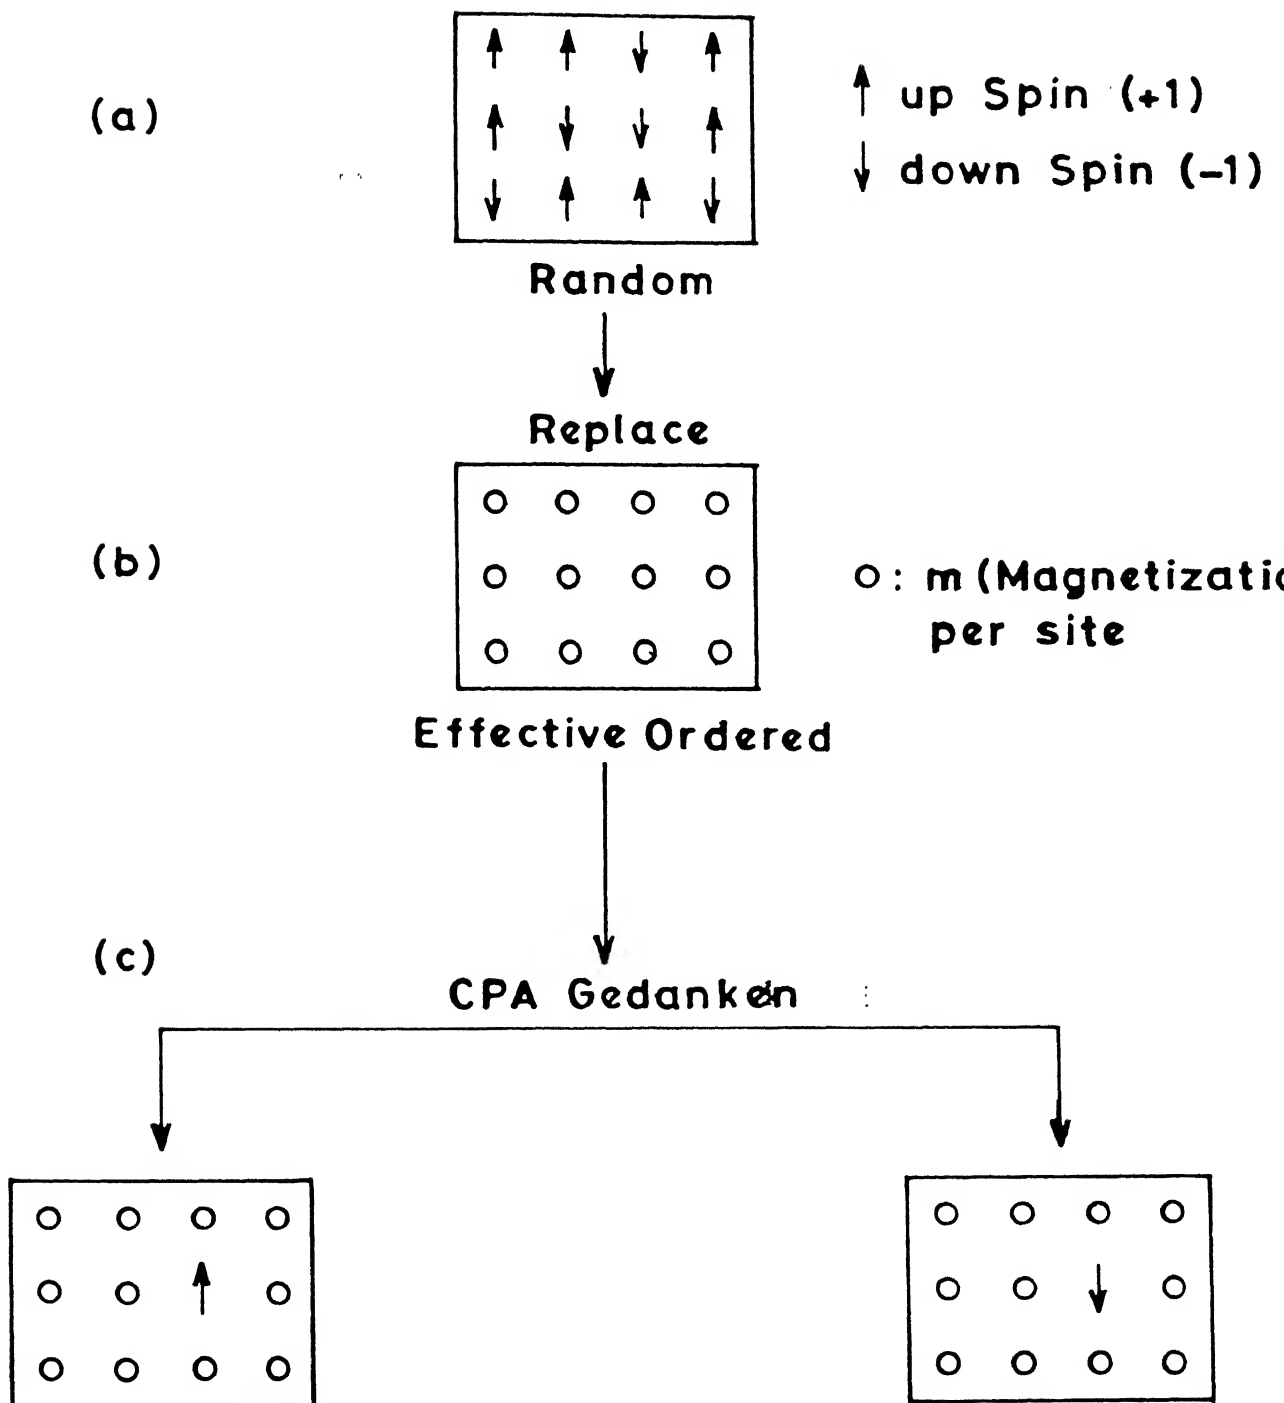 (a)
↑ up Spin (+1)
↓ down Spin (-1)
Random
Replace
(b)
o : m (Magnetizatio
per site
Effective Ordered
(c)
CPA Gedanken